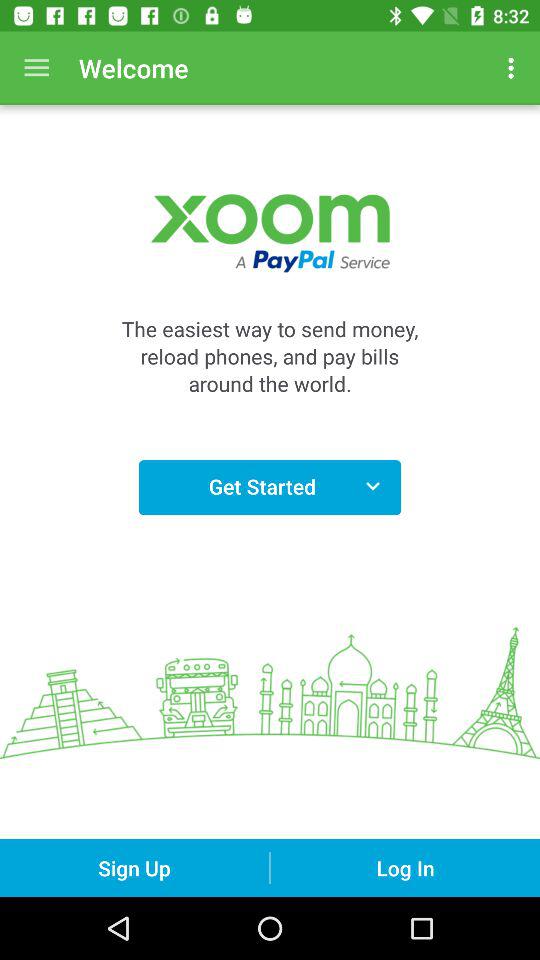 8:32
Welcome
xoom
A PayPal Service
The easiest way to send money,
reload phones, and pay bills
around the world.
Get Started
Sign Up
Log In